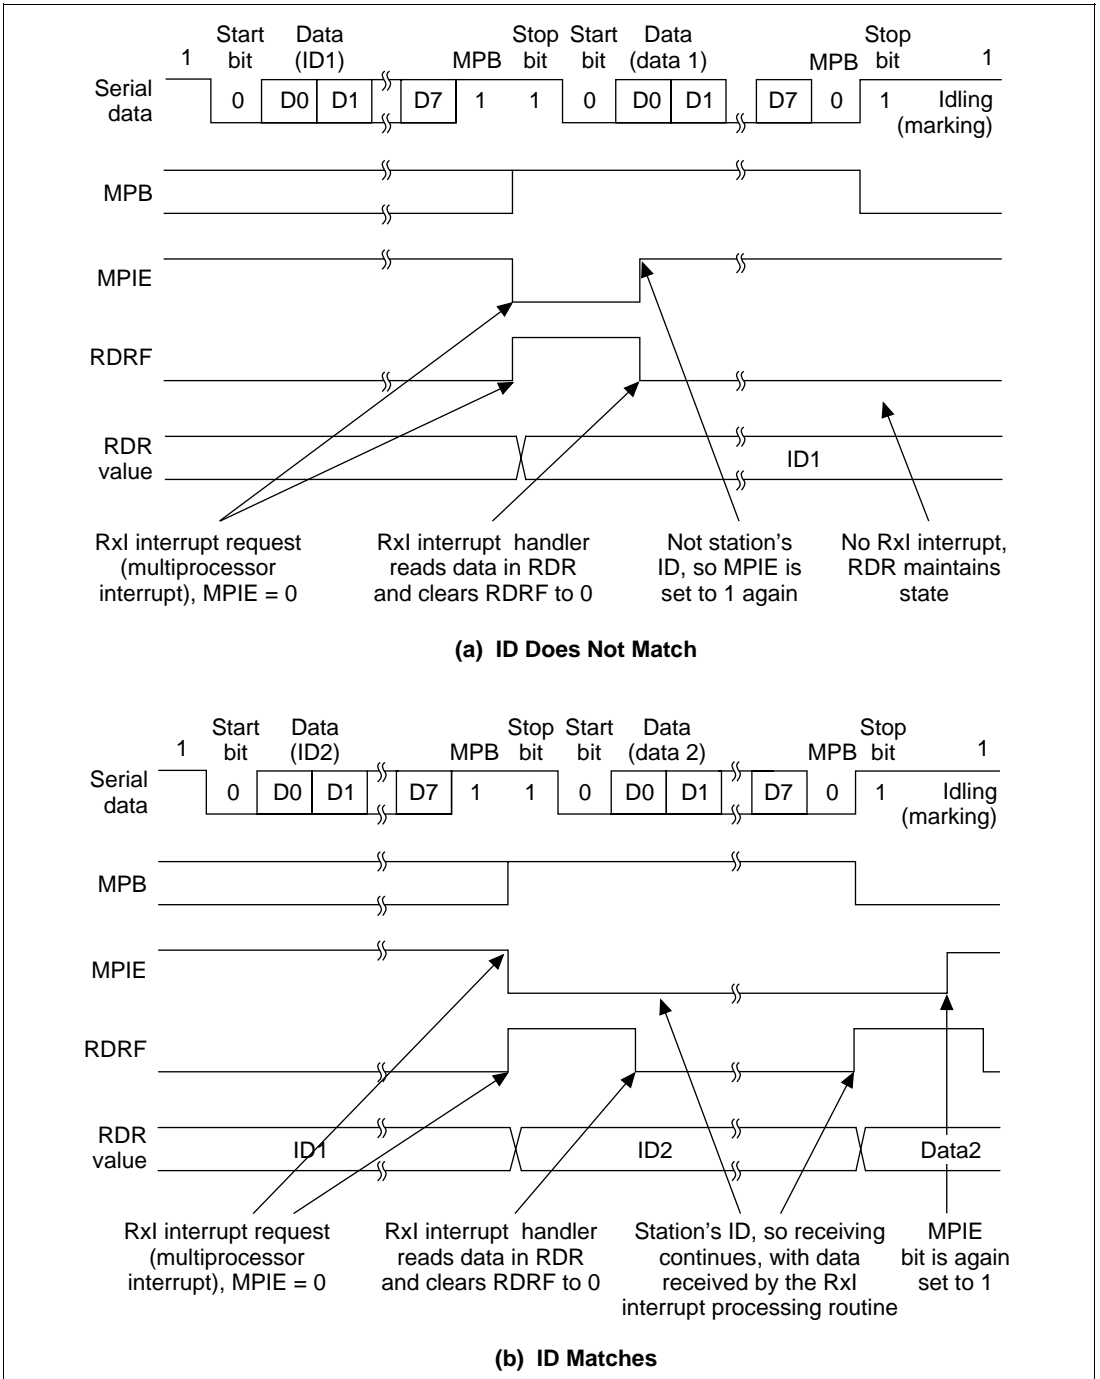 Start Data Stop Start Data Stop
1 bit (ID1) MPB bit bit (data 1) MPB bit 1
Serial data 0 D0 D1 D7 1 1 0 D0 D1 D7 0 1 Idling (marking)
MPB
MPIE
RDRF
RDR value ID1
RxI interrupt request
(multiprocessor
interrupt), MPIE = 0
RxI interrupt handler
reads data in RDR
and clears RDRF to 0
Not station's
ID, so MPIE is
set to 1 again
No RxI interrupt,
RDR maintains
state
(a) ID Does Not Match
Start Data Stop Start Data Stop
1 bit (ID2) MPB bit bit (data 2) MPB bit 1
Serial data 0 D0 D1 D7 1 1 0 D0 D1 D7 0 1 Idling (marking)
MPB
MPIE
RDRF
RDR value ID1 ID2 Data2
RxI interrupt request
(multiprocessor
interrupt), MPIE = 0
RxI interrupt handler
reads data in RDR
and clears RDRF to 0
Station's ID, so receiving
continues, with data
received by the RxI
interrupt processing routine
MPIE
bit is again
set to 1
(b) ID Matches